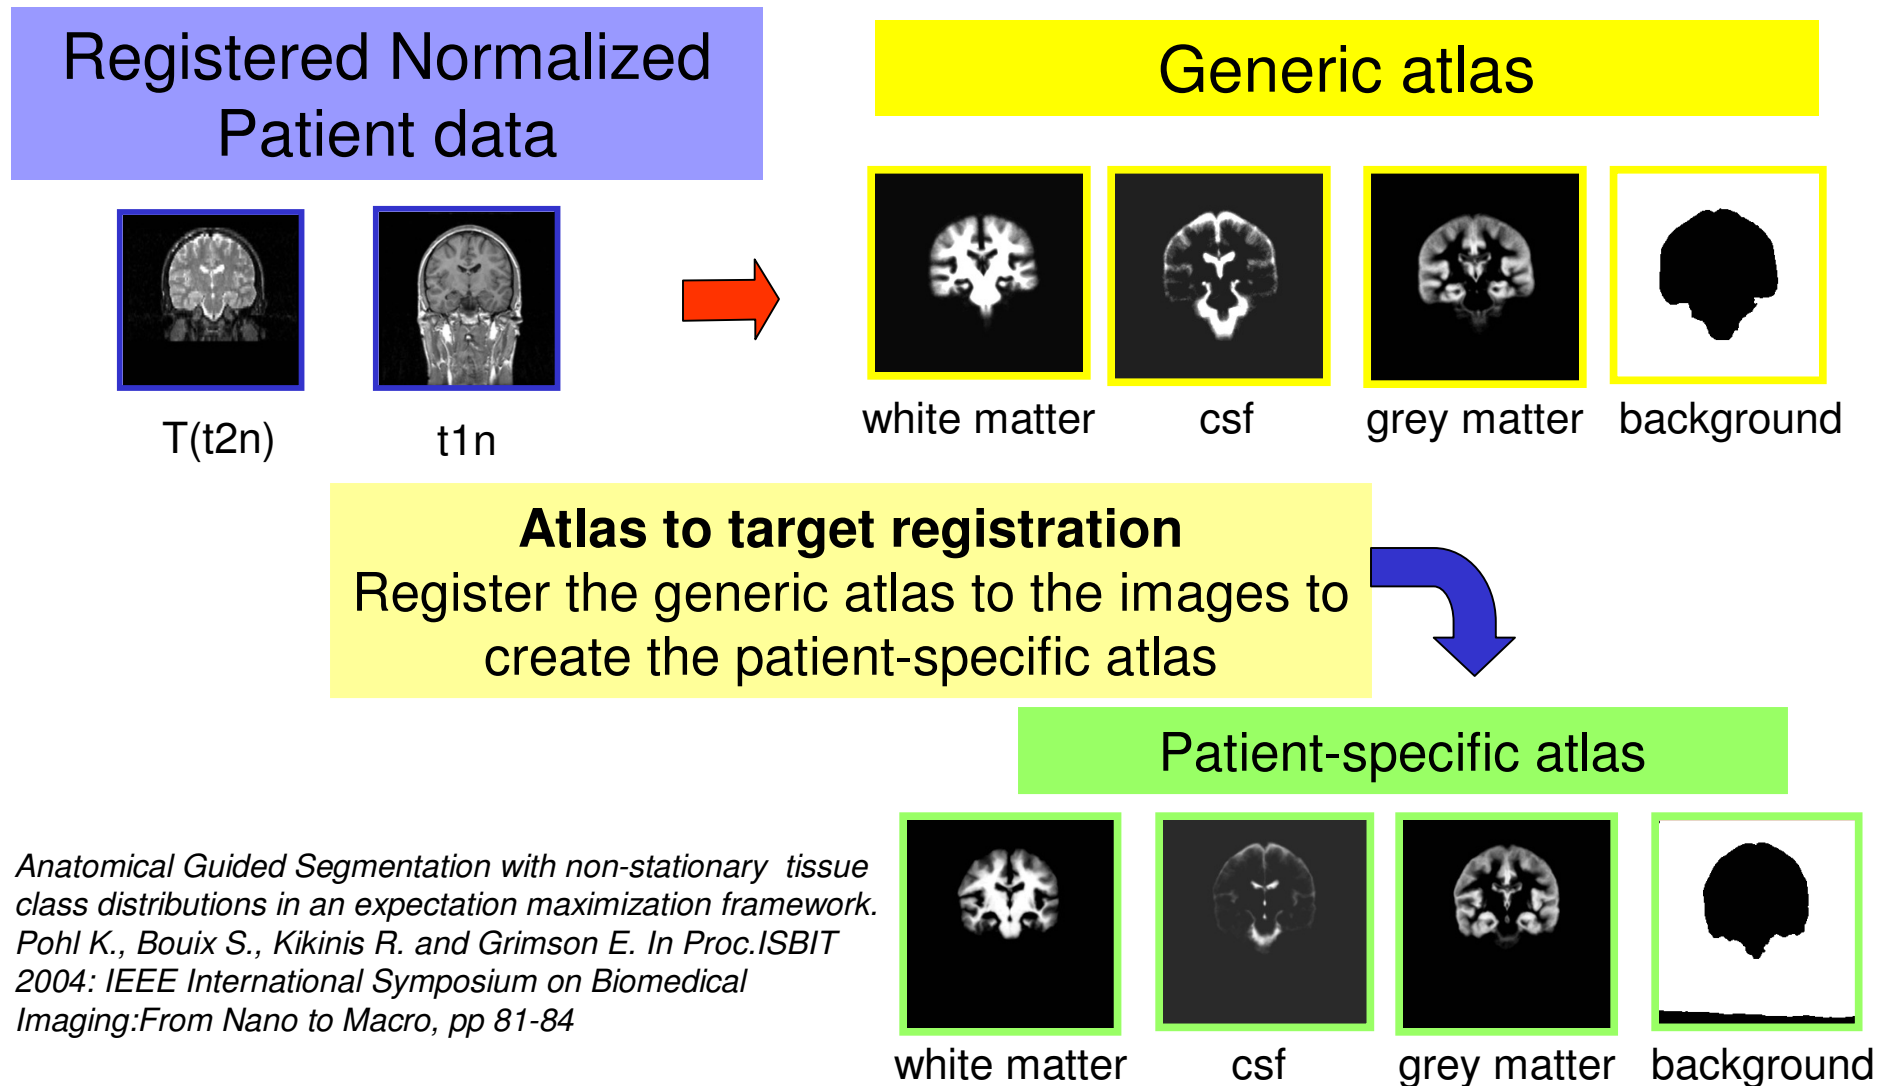 Registered Normalized
Patient data
Generic atlas
T(t2n)
t1n
white matter
csf
grey matter
background
Atlas to target registration
Register the generic atlas to the images to
create the patient-specific atlas
Patient-specific atlas
Anatomical Guided Segmentation with non-stationary tissue
class distributions in an expectation maximization framework.
Pohl K., Bouix S., Kikinis R. and Grimson E. In Proc.ISBIT
2004: IEEE International Symposium on Biomedical
Imaging:From Nano to Macro, pp 81-84
white matter
csf
grey matter
background